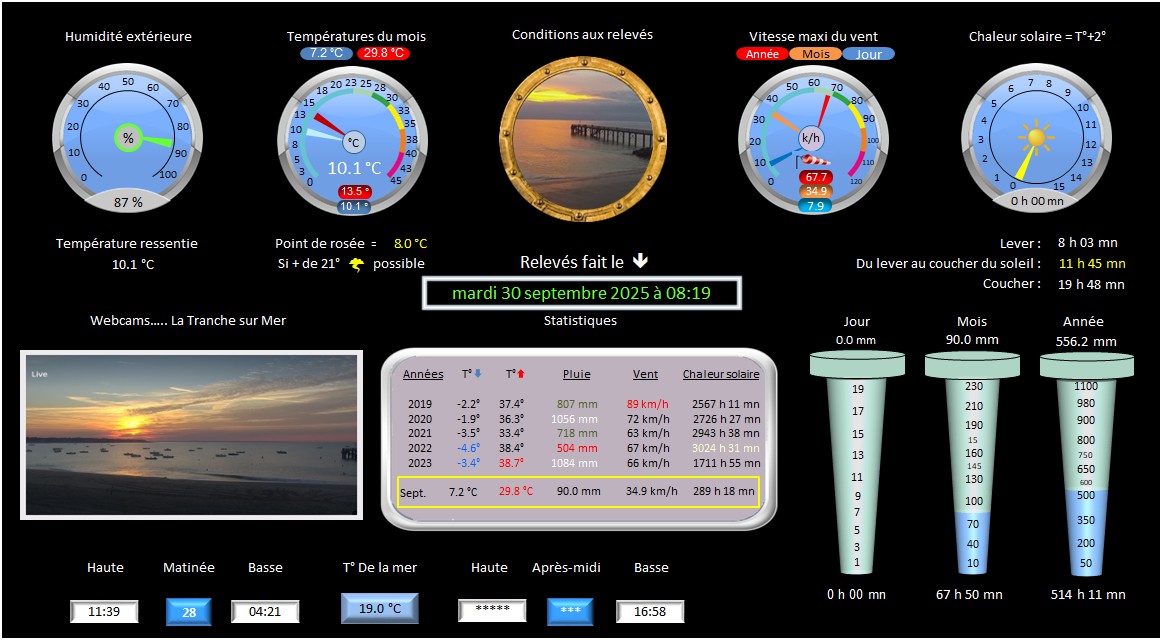 Humidité extérieure
Températures du mois
7.2 °C 29.8 °C
Conditions aux relevés
Vitesse maxi du vent
Année Mois Jour
Chaleur solaire = T°+2°
0 10 20 30 40 50 60 70 80 90 100
%
87 %
0 3 5 8 10 13 15 18 20 23 25 28 30 33 35 38 40 43 45
°C
10.1 °C
13.5 °
10.1 °
0 10 20 30 40 50 60 70 80 90 100 110 120
k/h
67.7
34.9
7.9
0 1 2 3 4 5 6 7 8 9 10 11 12 13 14 15
0 h 00 mn
Température ressentie
10.1 °C
Point de rosée = 8.0 °C
Si + de 21° possible
Relevés fait le
mardi 30 septembre 2025 à 08:19
Lever : 8 h 03 mn
Du lever au coucher du soleil : 11 h 45 mn
Coucher : 19 h 48 mn
Webcams..... La Tranche sur Mer
Live
Statistiques
Années T° T° Pluie Vent Chaleur solaire
2019 -2.2° 37.4° 807 mm 89 km/h 2567 h 11 mn
2020 -1.9° 36.3° 1056 mm 72 km/h 2726 h 27 mn
2021 -3.5° 33.4° 718 mm 63 km/h 2943 h 38 mn
2022 -4.6° 38.4° 504 mm 67 km/h 3024 h 31 mn
2023 -3.4° 38.7° 1084 mm 66 km/h 1711 h 55 mn
Sept. 7.2 °C 29.8 °C 90.0 mm 34.9 km/h 289 h 18 mn
Jour
0.0 mm
19
17
15
13
11
9
7
5
3
1
0 h 00 mn
Mois
90.0 mm
230
210
190
15
160
145
130
100
70
40
10
67 h 50 mn
Année
556.2 mm
1100
980
900
800
750
650
600
500
350
200
50
514 h 11 mn
Haute Matinée Basse T° De la mer Haute Après-midi Basse
11:39 28 04:21 19.0 °C ***** *** 16:58